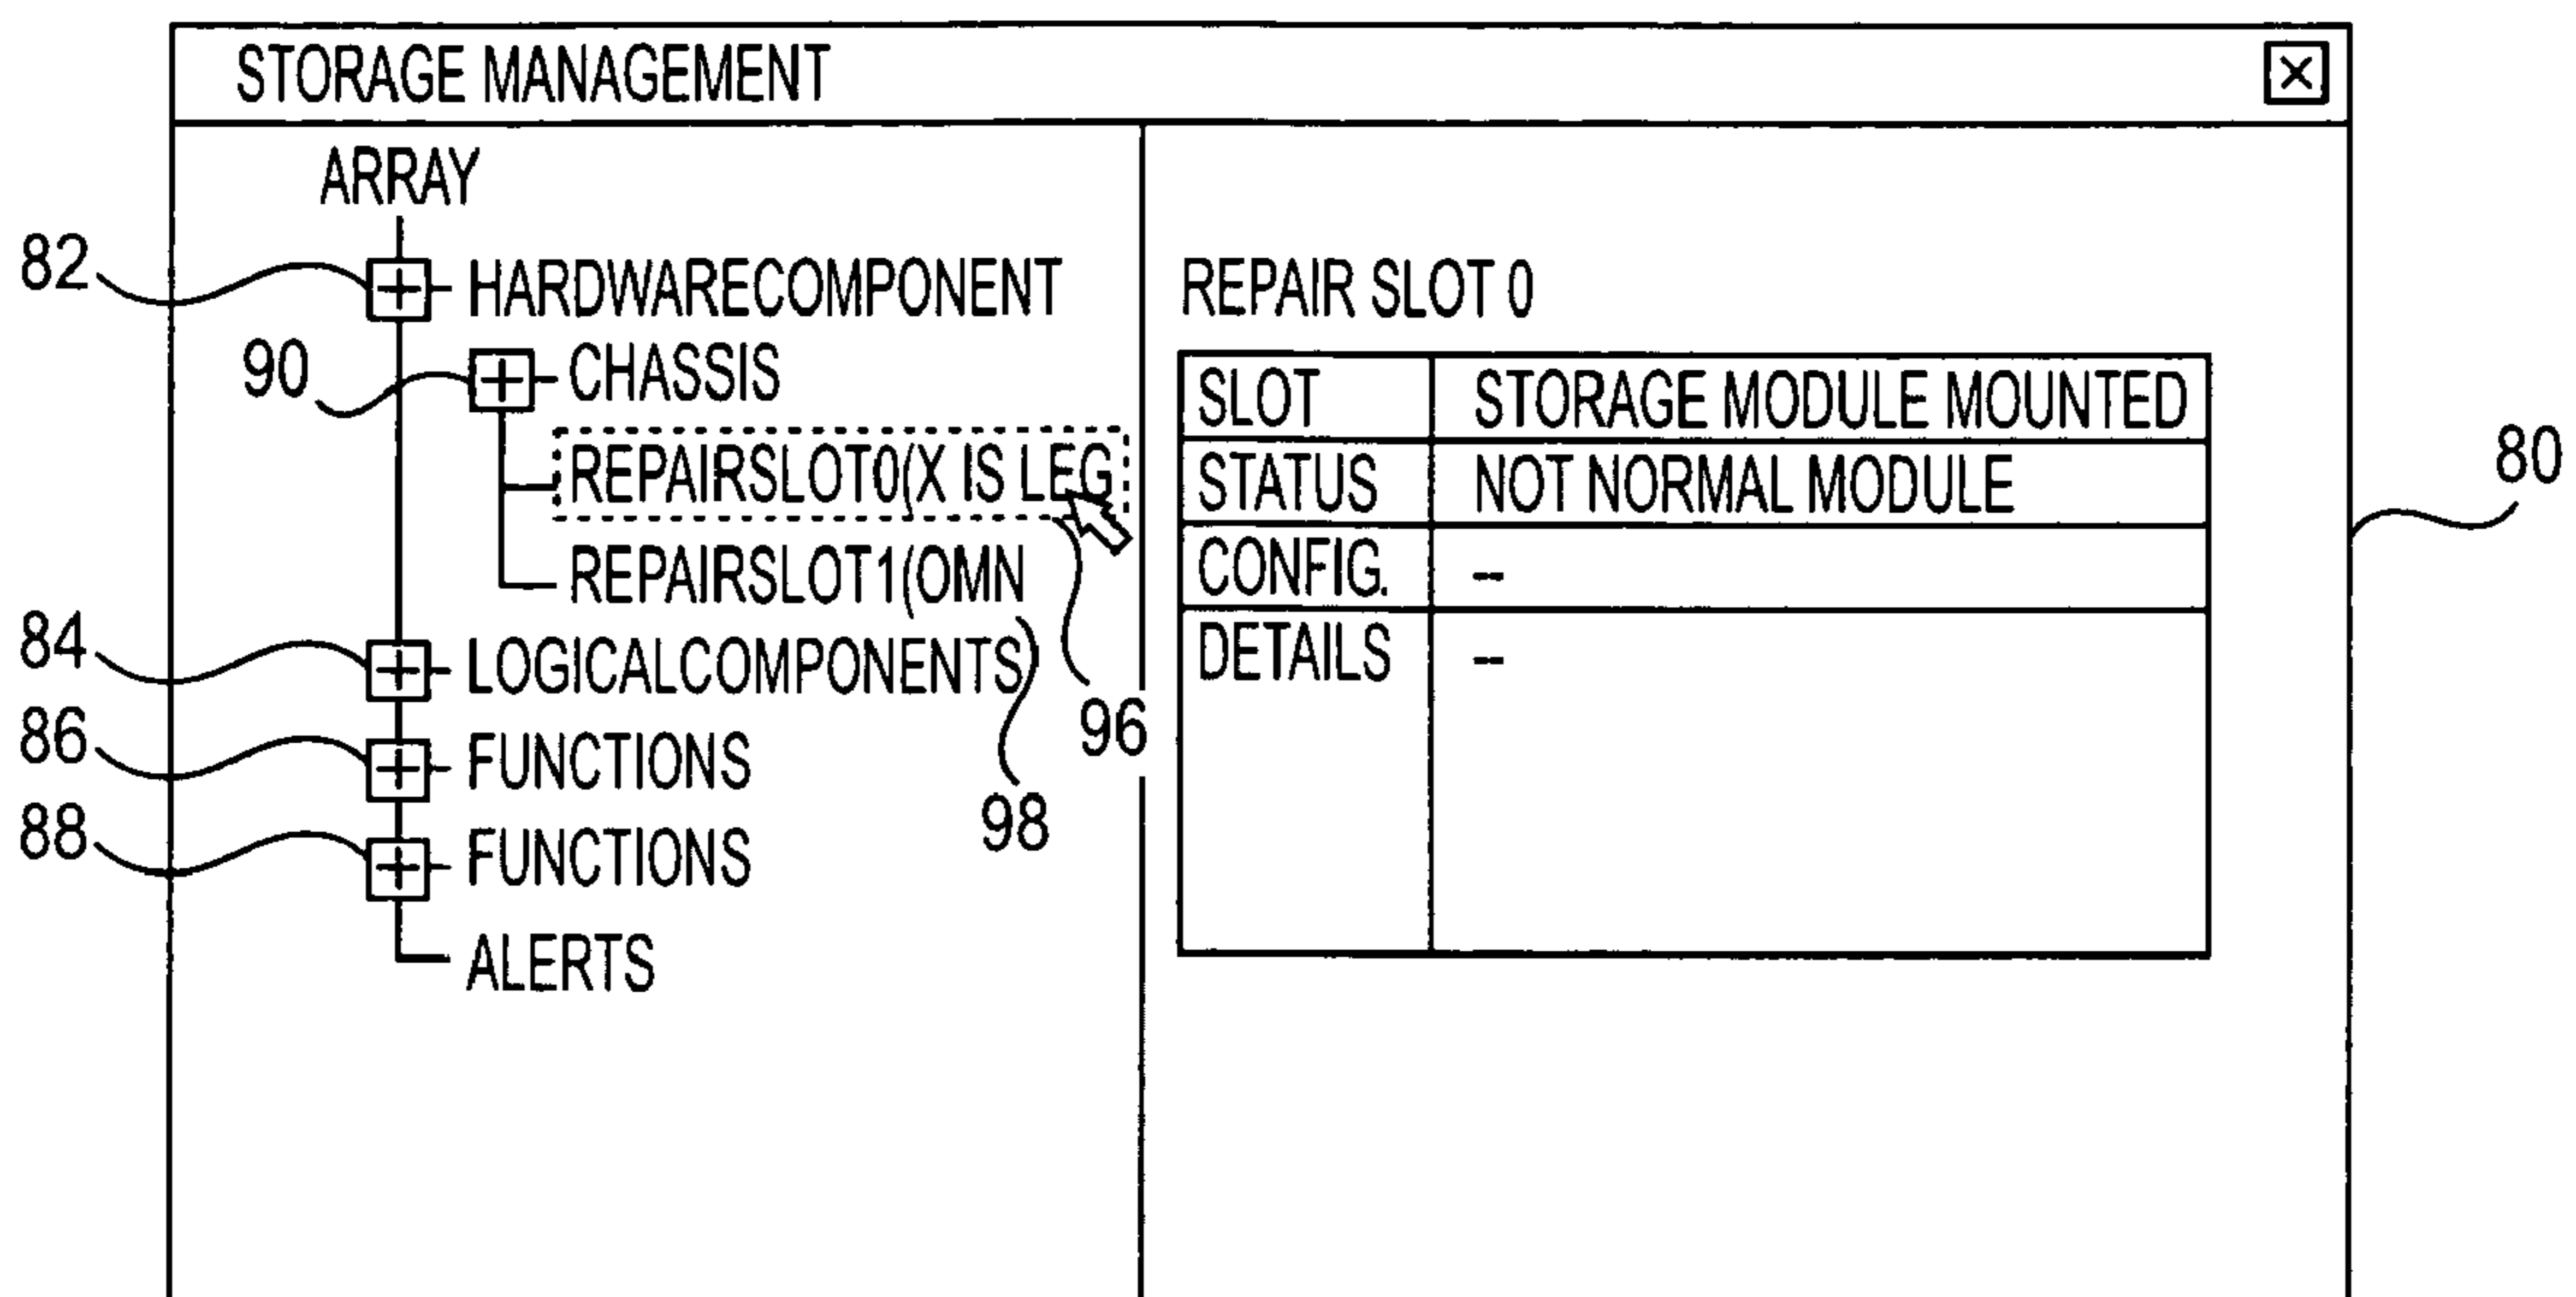 STORAGE MANAGEMENT
ARRAY
82
HARDWARECOMPONENT
90
CHASSIS
REPAIRSLOT0(X IS LEG
REPAIRSLOT1(OMN
84
LOGICALCOMPONENTS
96
86
FUNCTIONS
98
88
FUNCTIONS
ALERTS
REPAIR SLOT 0
SLOT STORAGE MODULE MOUNTED
STATUS NOT NORMAL MODULE
CONFIG. --
DETAILS --
80